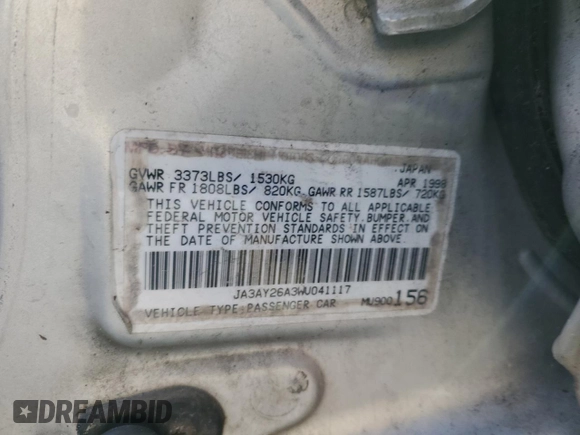 JAPAN
GVWR 3373LBS/ 1530KG APR 1998
GAWR FR 1808LBS/ 820KG GAWR RR 1587LBS/ 720KG
THIS VEHICLE CONFORMS TO ALL APPLICABLE
FEDERAL MOTOR VEHICLE SAFETY,BUMPER,AND
THEFT PREVENTION STANDARDS IN EFFECT ON
THE DATE OF MANUFACTURE SHOWN ABOVE.
JA3AY26A3WU041117
VEHICLE TYPE:PASSENGER CAR MU900156
DREAMBID